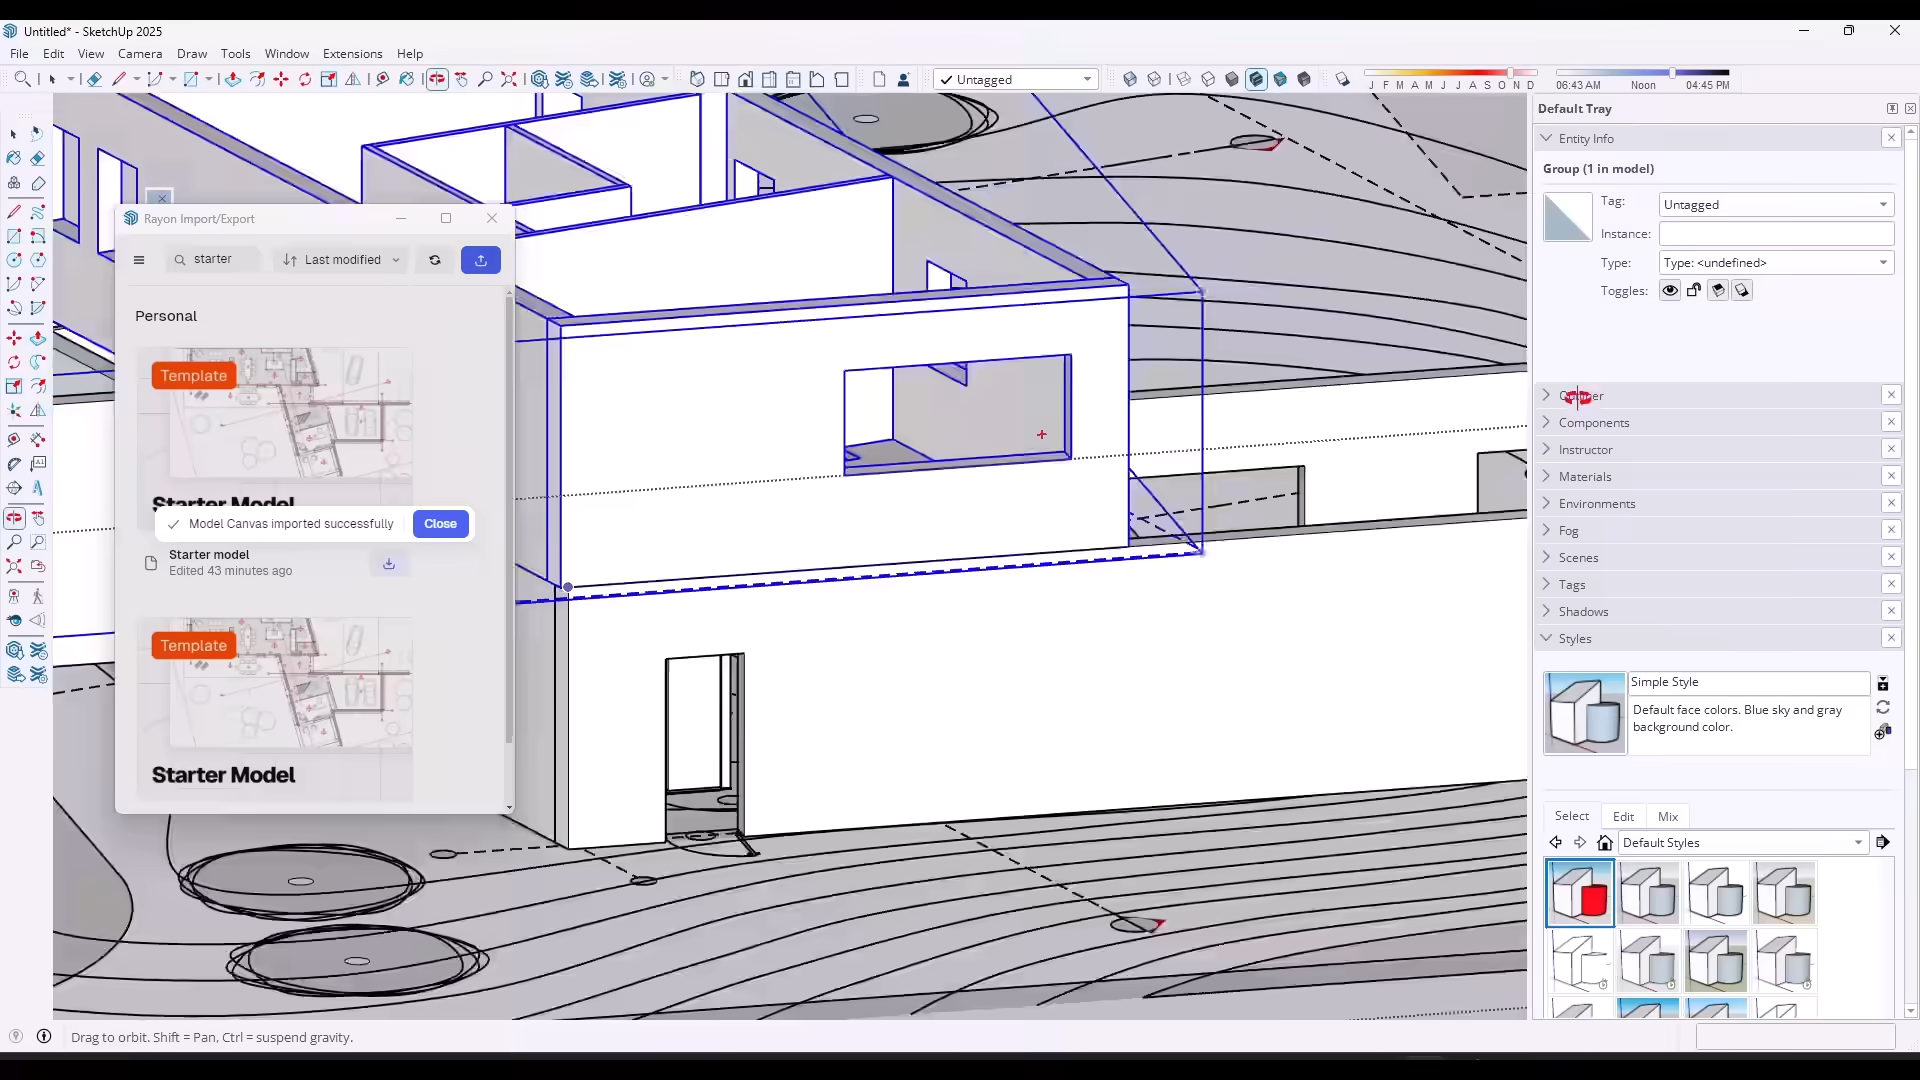 Untitled* - SketchUp 2025
File Edit View Camera Draw Tools Window Extensions Help
Untagged
J F M A M J J A S O N D
06:43 AM Noon 04:45 PM
Default Tray
Entity Info
Group (1 in model)
Tag: Untagged
Instance:
Type: Type: <undefined>
Toggles:
Components
Instructor
Materials
Environments
Fog
Scenes
Tags
Shadows
Styles
Simple Style
Default face colors. Blue sky and gray
background color.
Select Edit Mix
Default Styles
Rayon Import/Export
starter
Last modified
Personal
Template
Starter Model
Model Canvas imported successfully
Close
Starter model
Edited 43 minutes ago
Template
Starter Model
Drag to orbit. Shift = Pan, Ctrl = suspend gravity.